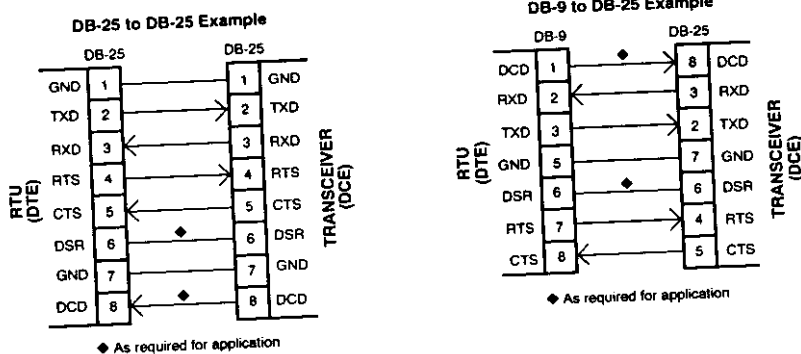 DB-25 to DB-25 Example
DB-25 DB-25
GND 1 1 GND
TXD 2 2 TXD
RXD 3 3 RXD
RTS 4 4 RTS
CTS 5 5 CTS
DSR 6 ◆ 6 DSR
GND 7 7 GND
DCD 8 ◆ 8 DCD
RTU
(DTE)
TRANSCEIVER
(DCE)
◆ As required for application
DB-9 to DB-25 Example
DB-9 DB-25
DCD 1 ◆ 8 DCD
RXD 2 3 RXD
TXD 3 2 TXD
GND 5 7 GND
DSR 6 ◆ 6 DSR
RTS 7 4 RTS
CTS 8 5 CTS
RTU
(DTE)
TRANSCEIVER
(DCE)
◆ As required for application